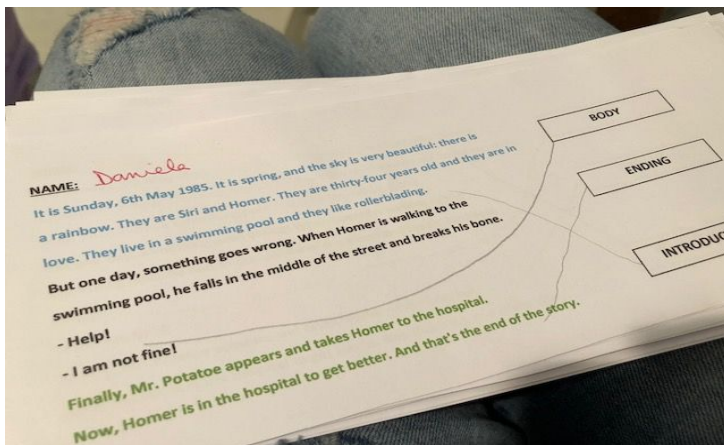 BODY
ENDING
INTRODUC
NAME: Daniela
It is Sunday, 6th May 1985. It is spring, and the sky is very beautiful: there is
a rainbow. They are Siri and Homer. They are thirty-four years old and they are in
love. They live in a swimming pool and they like rollerblading.
But one day, something goes wrong. When Homer is walking to the
swimming pool, he falls in the middle of the street and breaks his bone.
- Help!
- I am not fine!
Finally, Mr. Potatoe appears and takes Homer to the hospital.
Now, Homer is in the hospital to get better. And that's the end of the story.